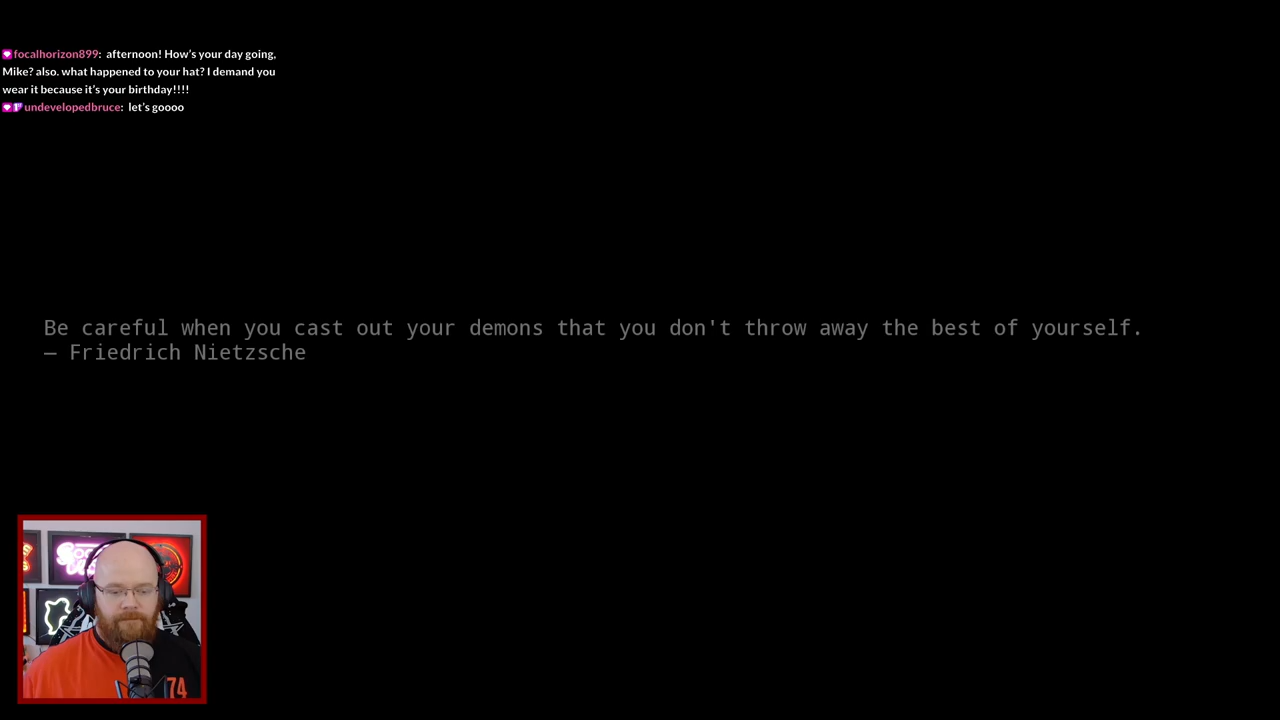 focalhorizon899: afternoon! How's your day going,
Mike? also. what happened to your hat? I demand you
wear it because it's your birthday!!!!
undevelopedbruce: let's goooo
Be careful when you cast out your demons that you don't throw away the best of yourself.
— Friedrich Nietzsche
74